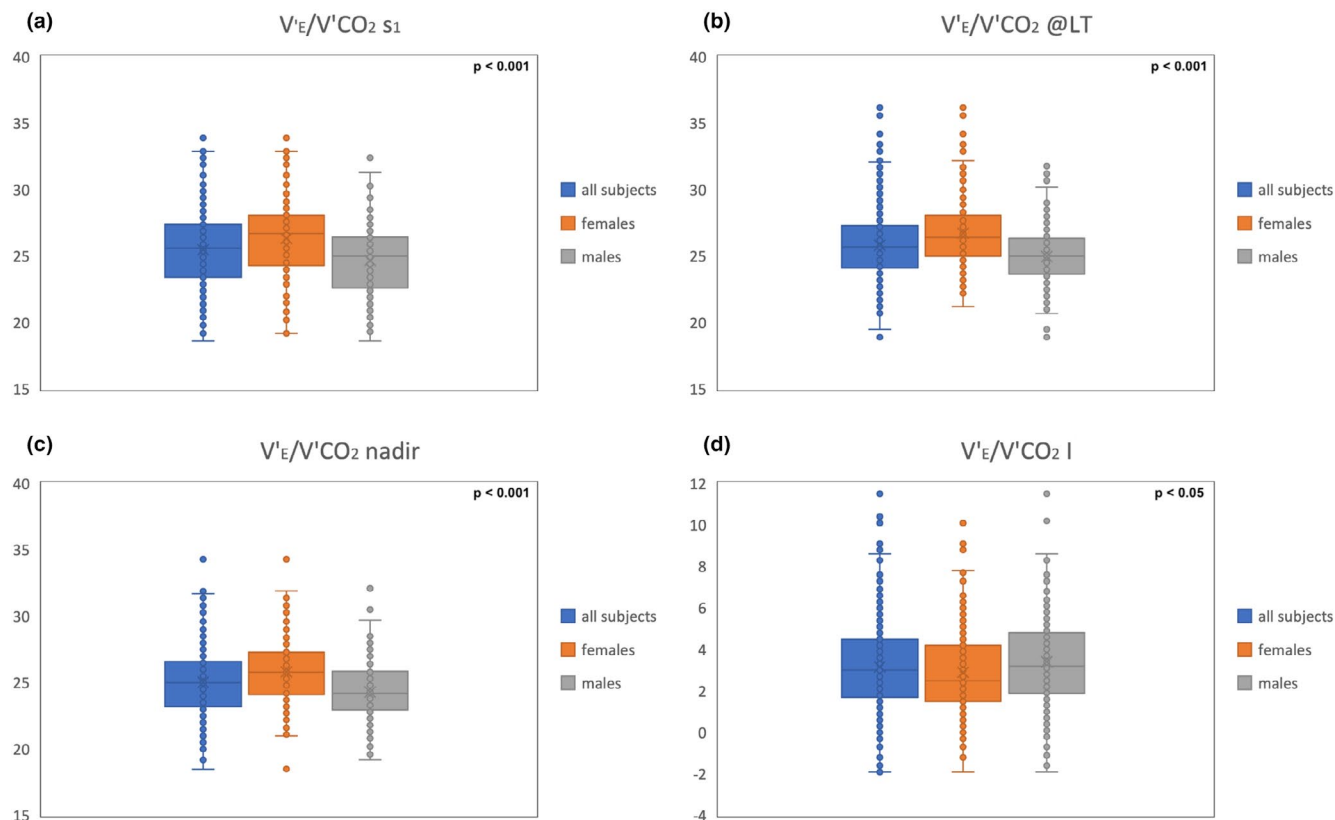 (a)
V'E/V'CO2 s1
p < 0.001
40
35
30
25
20
15
all subjects
females
males
(b)
V'E/V'CO2 @LT
p < 0.001
40
35
30
25
20
15
all subjects
females
males
(c)
V'E/V'CO2 nadir
p < 0.001
40
35
30
25
20
15
all subjects
females
males
(d)
V'E/V'CO2 I
p < 0.05
12
10
8
6
4
2
0
-2
-4
all subjects
females
males